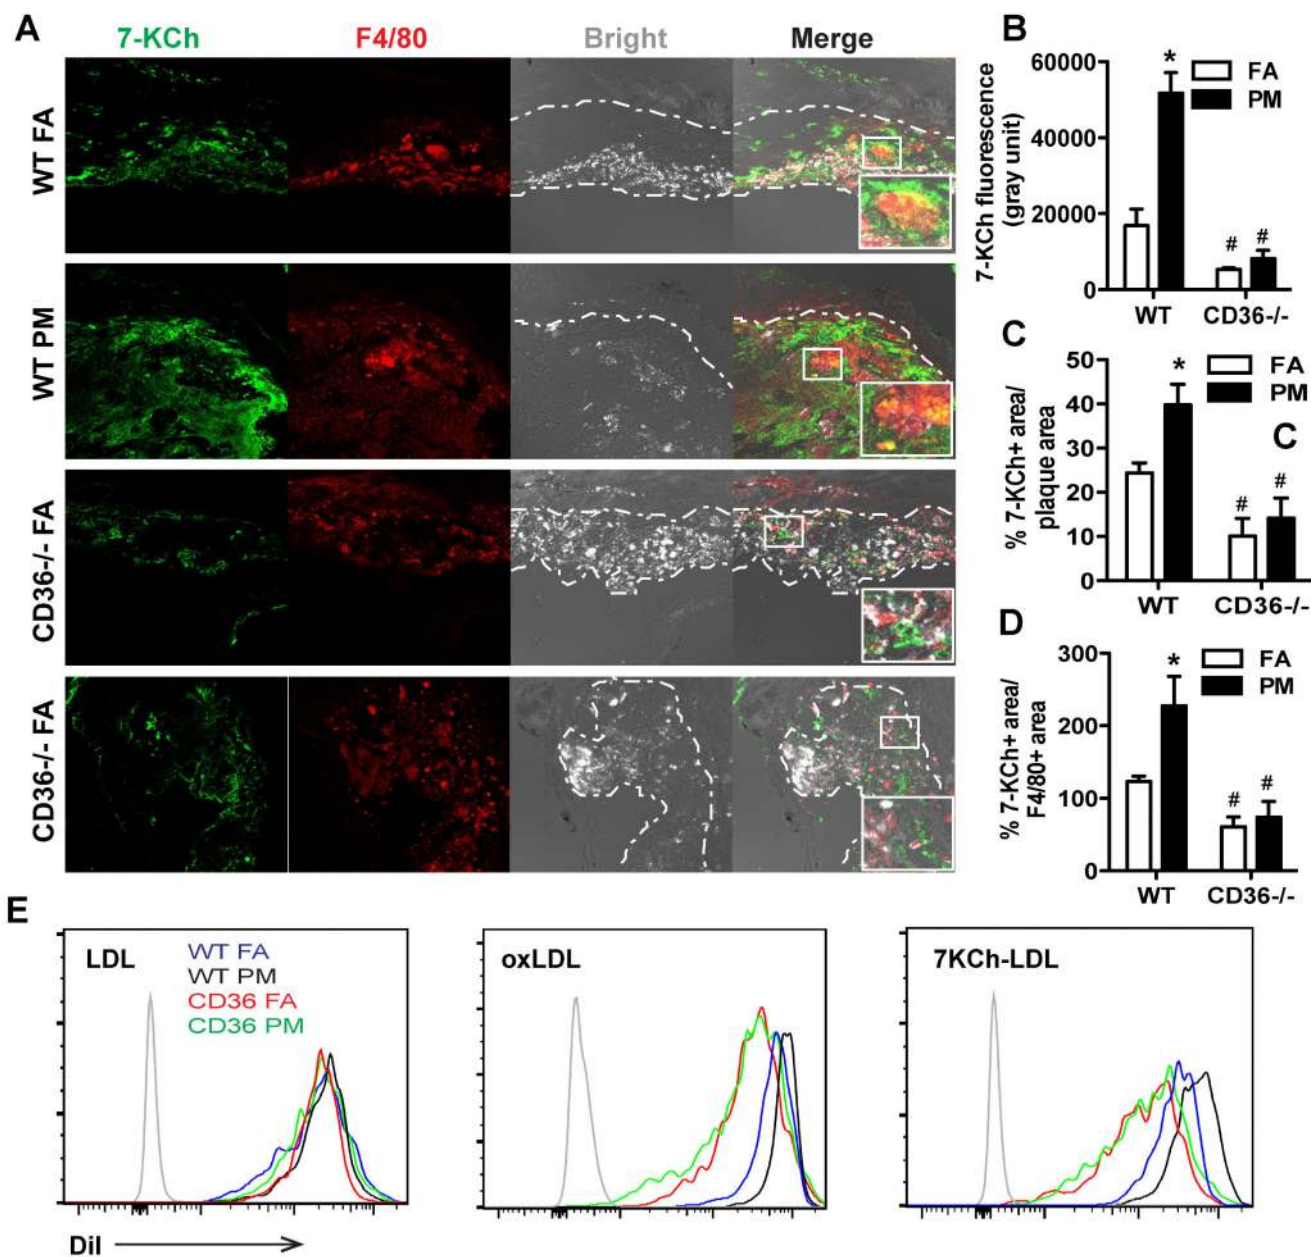 A
7-KCh F4/80 Bright Merge
WT FA
WT PM
CD36-/- FA
CD36-/- FA
B
7-KCh fluorescence
(gray unit)
60000
40000
20000
0
*
# #
FA
PM
WT CD36-/-
C
% 7-KCh+ area/
plaque area
50
40
30
20
10
0
*
# #
FA
PM
C
WT CD36-/-
D
% 7-KCh+ area/
F4/80+ area
300
200
100
0
*
# #
FA
PM
WT CD36-/-
E
LDL
WT FA
WT PM
CD36 FA
CD36 PM
oxLDL
7KCh-LDL
DiI